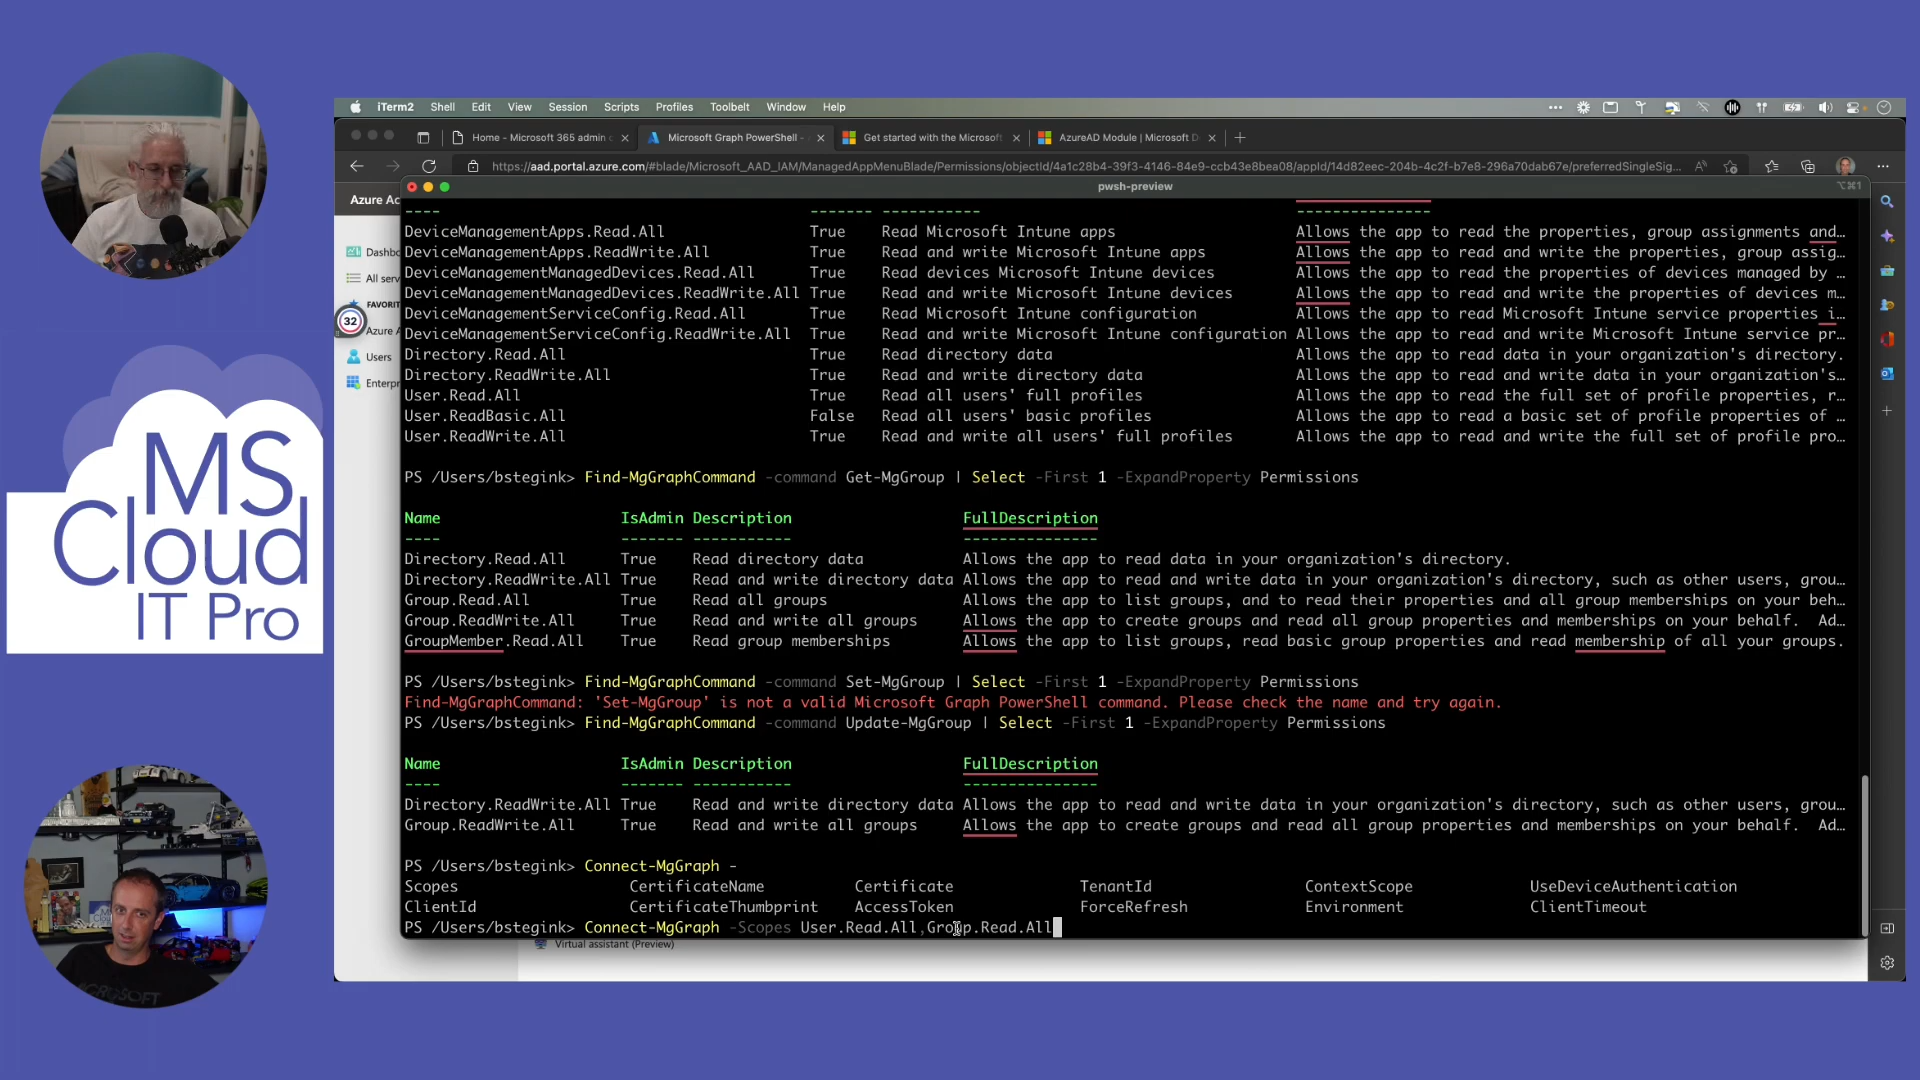 iTerm2 Shell Edit View Session Scripts Profiles Toolbelt Window Help
Home - Microsoft 365 admin c Microsoft Graph PowerShell - Get started with the Microsoft AzureAD Module | Microsoft D
https://aad.portal.azure.com/#blade/Microsoft_AAD_IAM/ManagedAppMenuBlade/Permissions/objectId/4a1c28b4-39f3-4146-84e9-ccb43e8bea08/appId/14d82eec-204b-4c2f-b7e8-296a70dab67e/preferredSingleSig...
pwsh-preview ⌥⌘1
Azure Ac
Dashbo
All serv
FAVORIT
32
Azure A
Users
Enterp
---- ------- ----------- ---------------
DeviceManagementApps.Read.All True Read Microsoft Intune apps Allows the app to read the properties, group assignments and…
DeviceManagementApps.ReadWrite.All True Read and write Microsoft Intune apps Allows the app to read and write the properties, group assig…
DeviceManagementManagedDevices.Read.All True Read devices Microsoft Intune devices Allows the app to read the properties of devices managed by …
DeviceManagementManagedDevices.ReadWrite.All True Read and write Microsoft Intune devices Allows the app to read and write the properties of devices m…
DeviceManagementServiceConfig.Read.All True Read Microsoft Intune configuration Allows the app to read Microsoft Intune service properties i…
DeviceManagementServiceConfig.ReadWrite.All True Read and write Microsoft Intune configuration Allows the app to read and write Microsoft Intune service pr…
Directory.Read.All True Read directory data Allows the app to read data in your organization's directory.
Directory.ReadWrite.All True Read and write directory data Allows the app to read and write data in your organization's…
User.Read.All True Read all users' full profiles Allows the app to read the full set of profile properties, r…
User.ReadBasic.All False Read all users' basic profiles Allows the app to read a basic set of profile properties of …
User.ReadWrite.All True Read and write all users' full profiles Allows the app to read and write the full set of profile pro…
PS /Users/bstegink> Find-MgGraphCommand -command Get-MgGroup | Select -First 1 -ExpandProperty Permissions
Name IsAdmin Description FullDescription
---- ------- ----------- ---------------
Directory.Read.All True Read directory data Allows the app to read data in your organization's directory.
Directory.ReadWrite.All True Read and write directory data Allows the app to read and write data in your organization's directory, such as other users, grou…
Group.Read.All True Read all groups Allows the app to list groups, and to read their properties and all group memberships on your beh…
Group.ReadWrite.All True Read and write all groups Allows the app to create groups and read all group properties and memberships on your behalf. Ad…
GroupMember.Read.All True Read group memberships Allows the app to list groups, read basic group properties and read membership of all your groups.
PS /Users/bstegink> Find-MgGraphCommand -command Set-MgGroup | Select -First 1 -ExpandProperty Permissions
Find-MgGraphCommand: 'Set-MgGroup' is not a valid Microsoft Graph PowerShell command. Please check the name and try again.
PS /Users/bstegink> Find-MgGraphCommand -command Update-MgGroup | Select -First 1 -ExpandProperty Permissions
Name IsAdmin Description FullDescription
---- ------- ----------- ---------------
Directory.ReadWrite.All True Read and write directory data Allows the app to read and write data in your organization's directory, such as other users, grou…
Group.ReadWrite.All True Read and write all groups Allows the app to create groups and read all group properties and memberships on your behalf. Ad…
PS /Users/bstegink> Connect-MgGraph -
Scopes CertificateName Certificate TenantId ContextScope UseDeviceAuthentication
ClientId CertificateThumbprint AccessToken ForceRefresh Environment ClientTimeout
PS /Users/bstegink> Connect-MgGraph -Scopes User.Read.All,Group.Read.All
Virtual assistant (Preview)
MS
Cloud
IT Pro